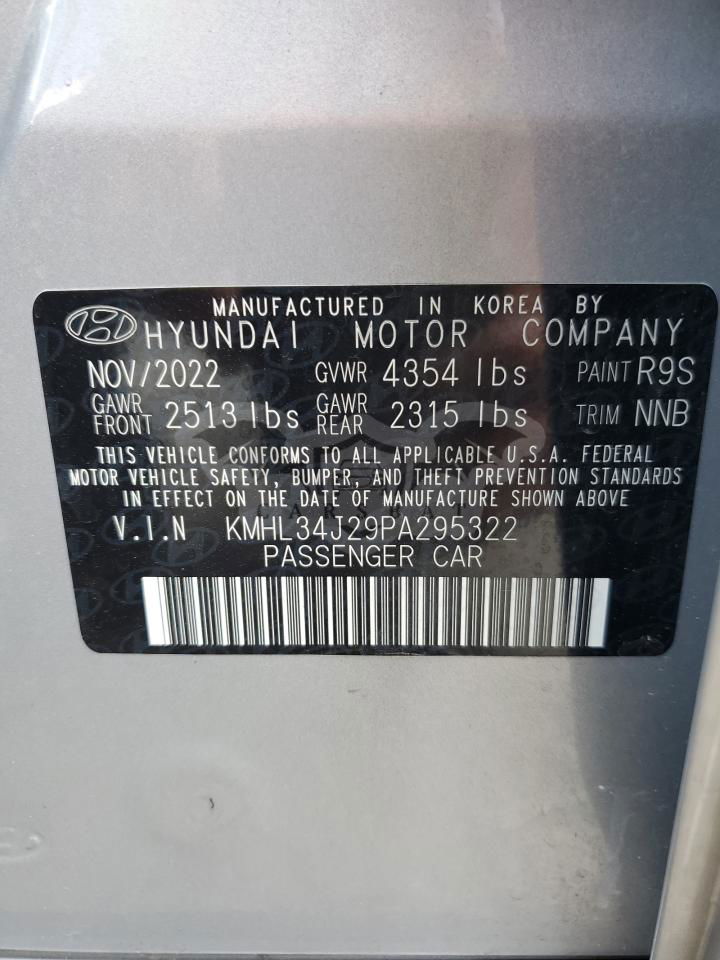 MANUFACTURED IN KOREA BY
HYUNDAI MOTOR COMPANY
NOV/2022 GVWR 4354 lbs PAINT R9S
GAWR FRONT 2513 lbs GAWR REAR 2315 lbs TRIM NNB
THIS VEHICLE CONFORMS TO ALL APPLICABLE U.S.A. FEDERAL
MOTOR VEHICLE SAFETY, BUMPER, AND THEFT PREVENTION STANDARDS
IN EFFECT ON THE DATE OF MANUFACTURE SHOWN ABOVE
V.I.N KMHL34J29PA295322
PASSENGER CAR